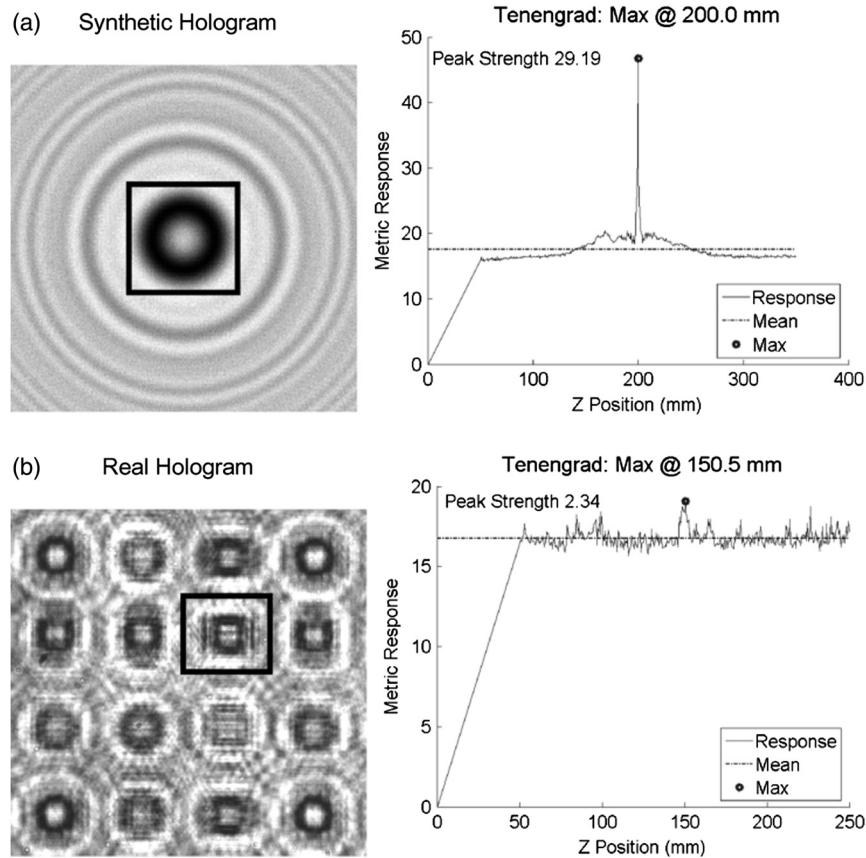 (a) Synthetic Hologram
Tenengrad: Max @ 200.0 mm
Peak Strength 29.19
Metric Response
50
40
30
20
10
0
0 100 200 300 400
Z Position (mm)
Response
Mean
Max
(b) Real Hologram
Tenengrad: Max @ 150.5 mm
Peak Strength 2.34
Metric Response
20
15
10
5
0
0 50 100 150 200 250
Z Position (mm)
Response
Mean
Max